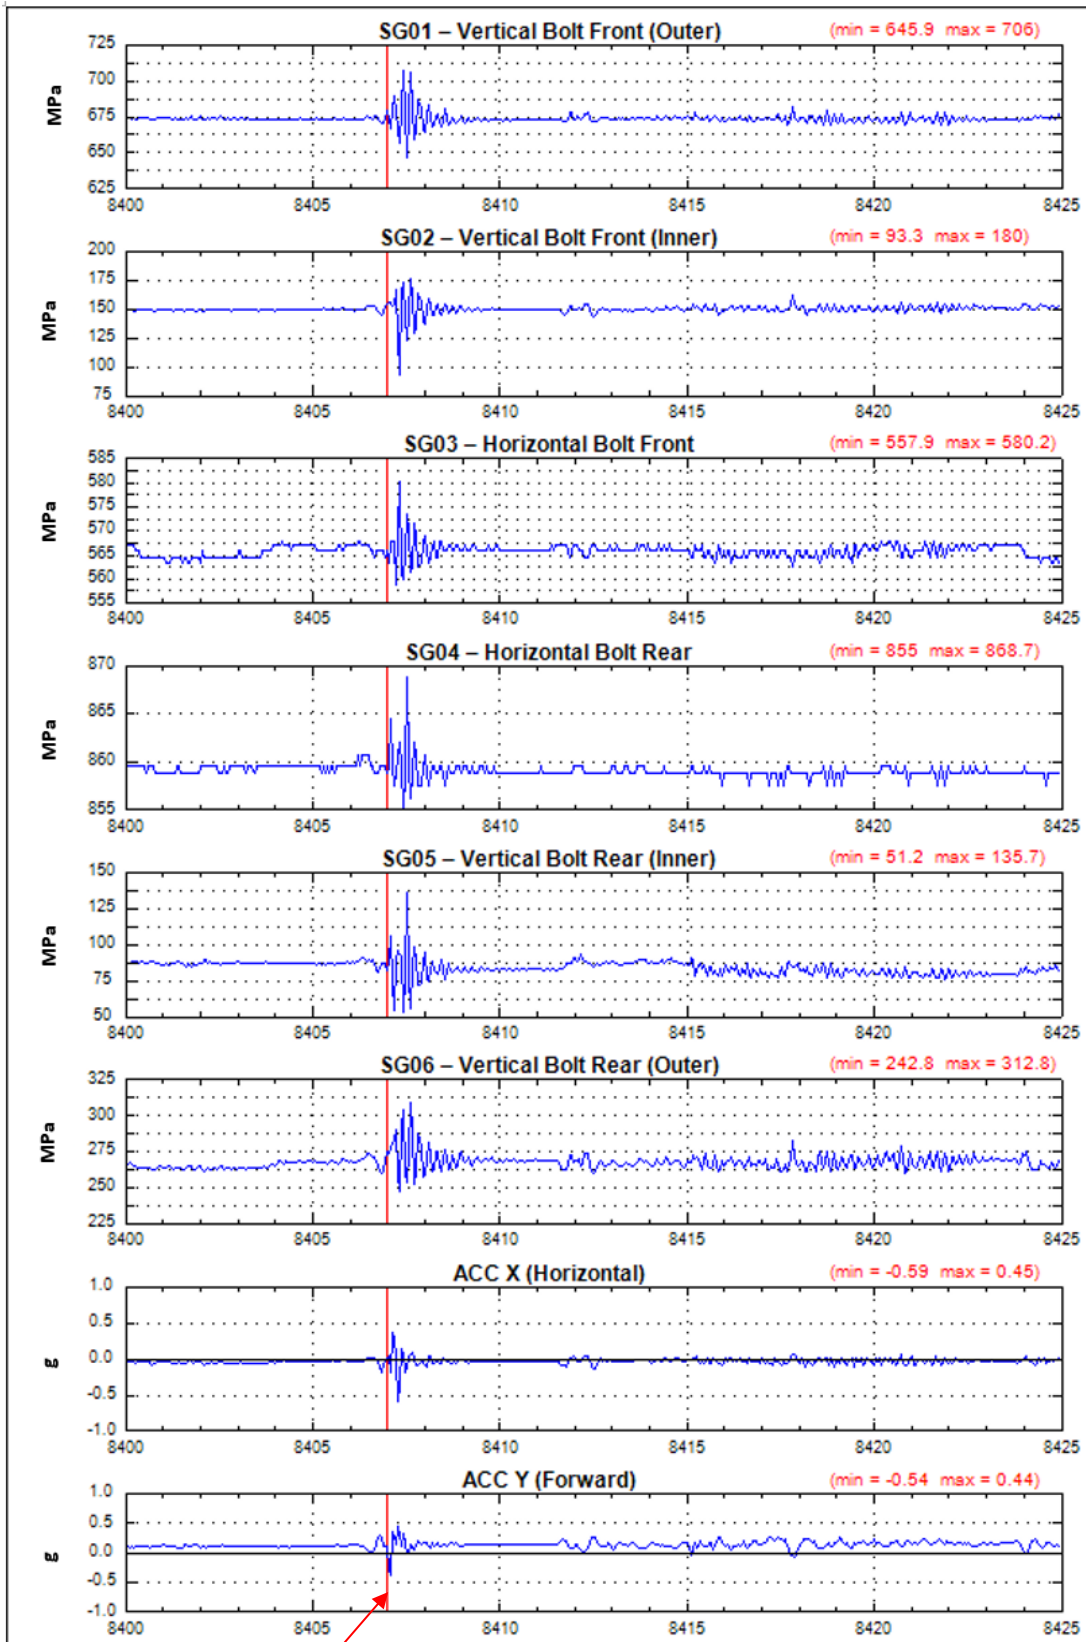 SG01 – Vertical Bolt Front (Outer) (min = 645.9 max = 706)
725
700
675
650
625
MPa
8400 8405 8410 8415 8420 8425
SG02 – Vertical Bolt Front (Inner) (min = 93.3 max = 180)
200
175
150
125
100
75
MPa
8400 8405 8410 8415 8420 8425
SG03 – Horizontal Bolt Front (min = 557.9 max = 580.2)
585
580
575
570
565
560
555
MPa
8400 8405 8410 8415 8420 8425
SG04 – Horizontal Bolt Rear (min = 855 max = 868.7)
870
865
860
855
MPa
8400 8405 8410 8415 8420 8425
SG05 – Vertical Bolt Rear (Inner) (min = 51.2 max = 135.7)
150
125
100
75
50
MPa
8400 8405 8410 8415 8420 8425
SG06 – Vertical Bolt Rear (Outer) (min = 242.8 max = 312.8)
325
300
275
250
225
MPa
8400 8405 8410 8415 8420 8425
ACC X (Horizontal) (min = -0.59 max = 0.45)
1.0
0.5
0.0
-0.5
-1.0
g
8400 8405 8410 8415 8420 8425
ACC Y (Forward) (min = -0.54 max = 0.44)
1.0
0.5
0.0
-0.5
-1.0
g
8400 8405 8410 8415 8420 8425